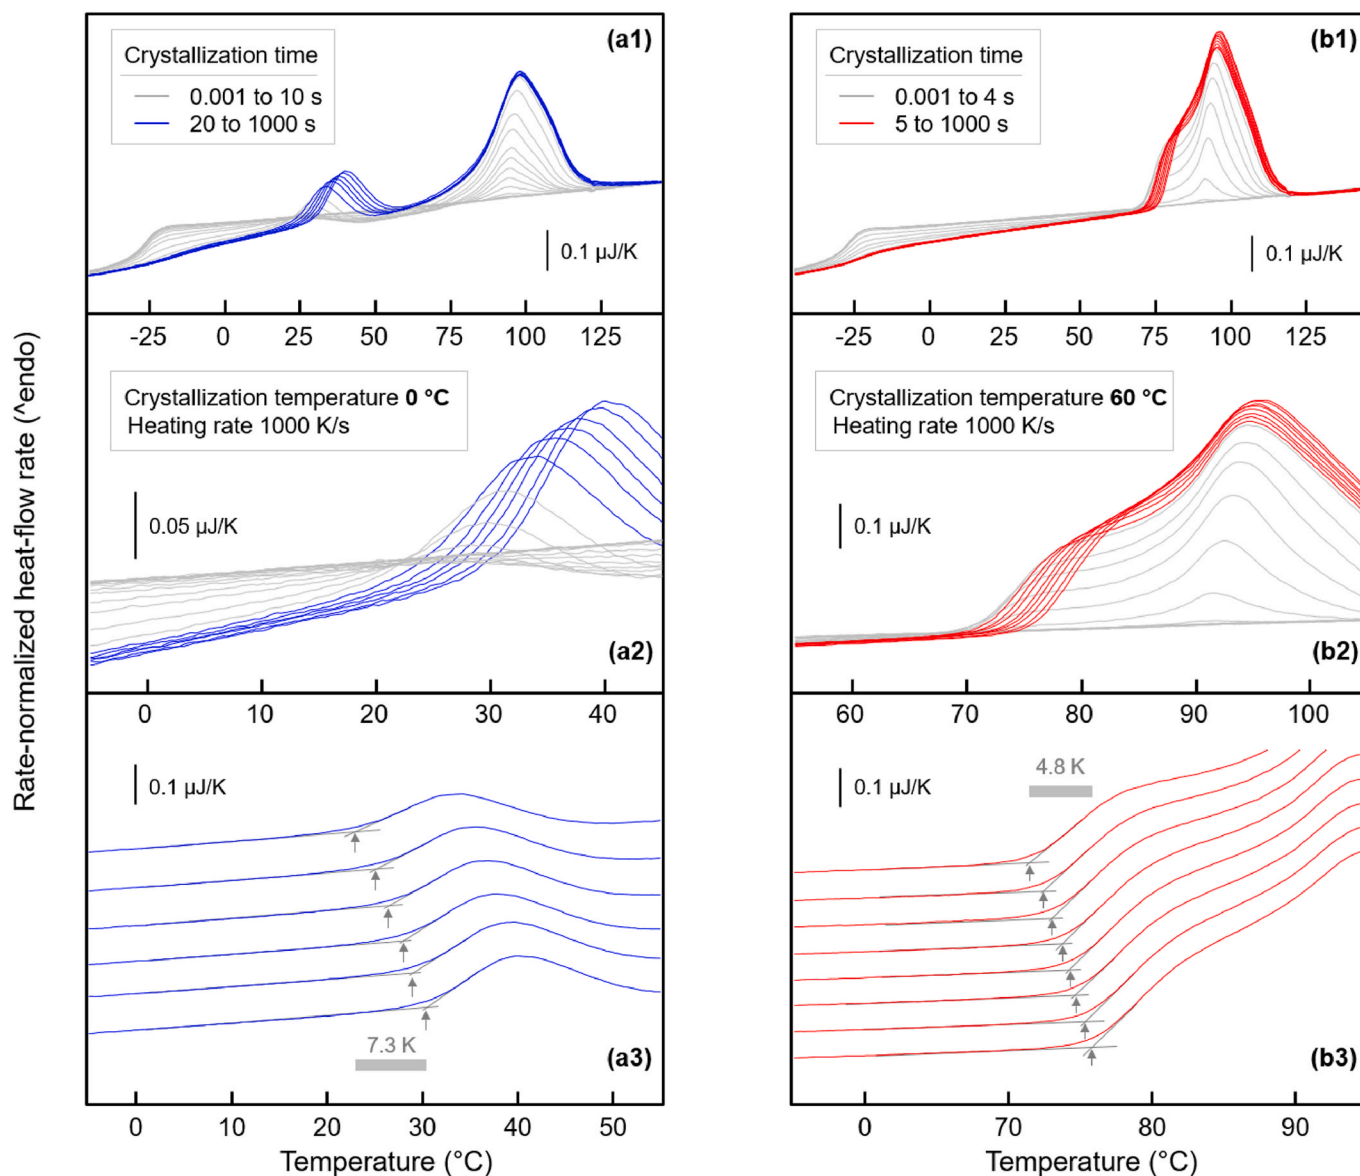 Rate-normalized heat-flow rate (^endo)
(a1)
Crystallization time
0.001 to 10 s
20 to 1000 s
0.1 µJ/K
-25 0 25 50 75 100 125
Crystallization temperature 0 °C
Heating rate 1000 K/s
0.05 µJ/K
(a2)
0 10 20 30 40
0.1 µJ/K
7.3 K
(a3)
0 10 20 30 40 50
Temperature (°C)
(b1)
Crystallization time
0.001 to 4 s
5 to 1000 s
0.1 µJ/K
-25 0 25 50 75 100 125
Crystallization temperature 60 °C
Heating rate 1000 K/s
0.1 µJ/K
(b2)
60 70 80 90 100
4.8 K
0.1 µJ/K
(b3)
0 70 80 90
Temperature (°C)